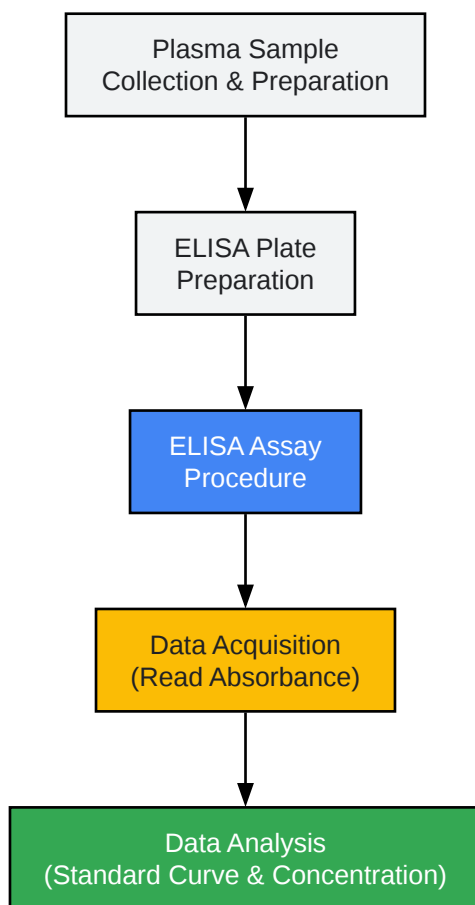 Plasma Sample
Collection & Preparation
ELISA Plate
Preparation
ELISA Assay
Procedure
Data Acquisition
(Read Absorbance)
Data Analysis
(Standard Curve & Concentration)